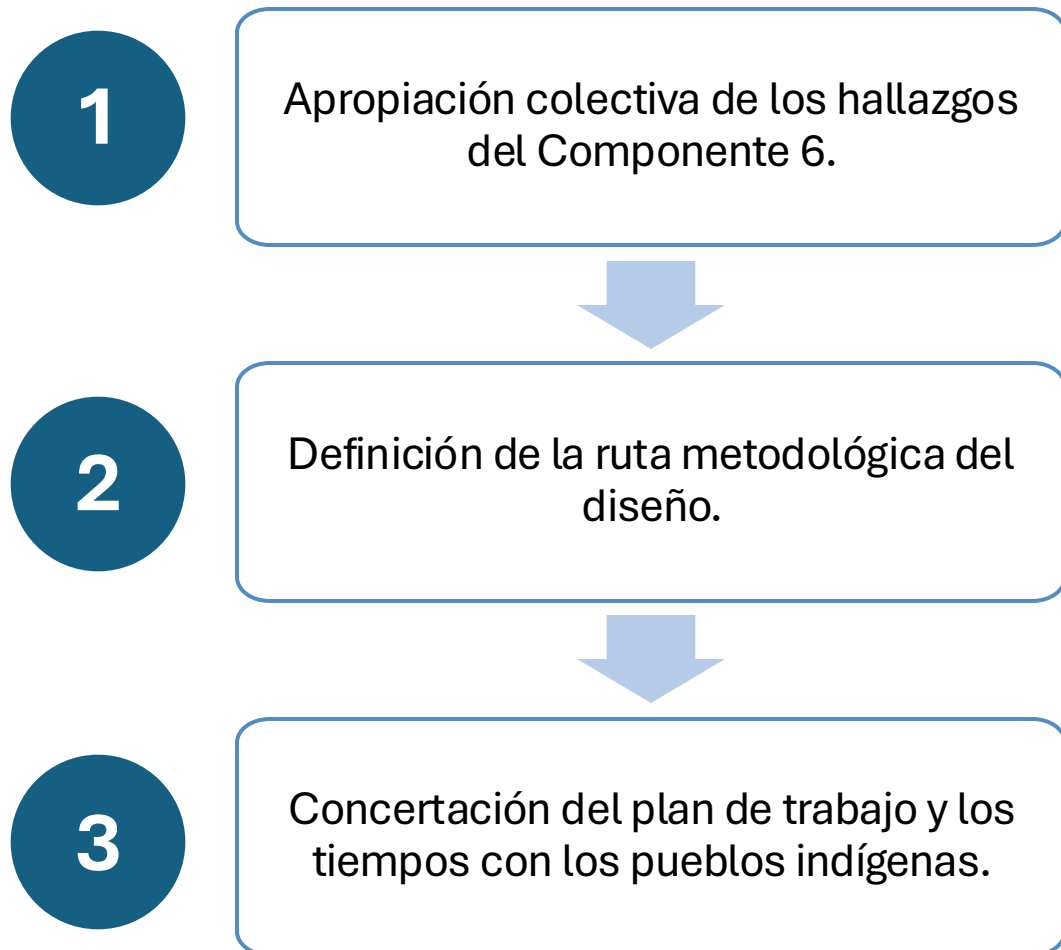 1
Apropiación colectiva de los hallazgos
del Componente 6.
2
Definición de la ruta metodológica del
diseño.
3
Concertación del plan de trabajo y los
tiempos con los pueblos indígenas.